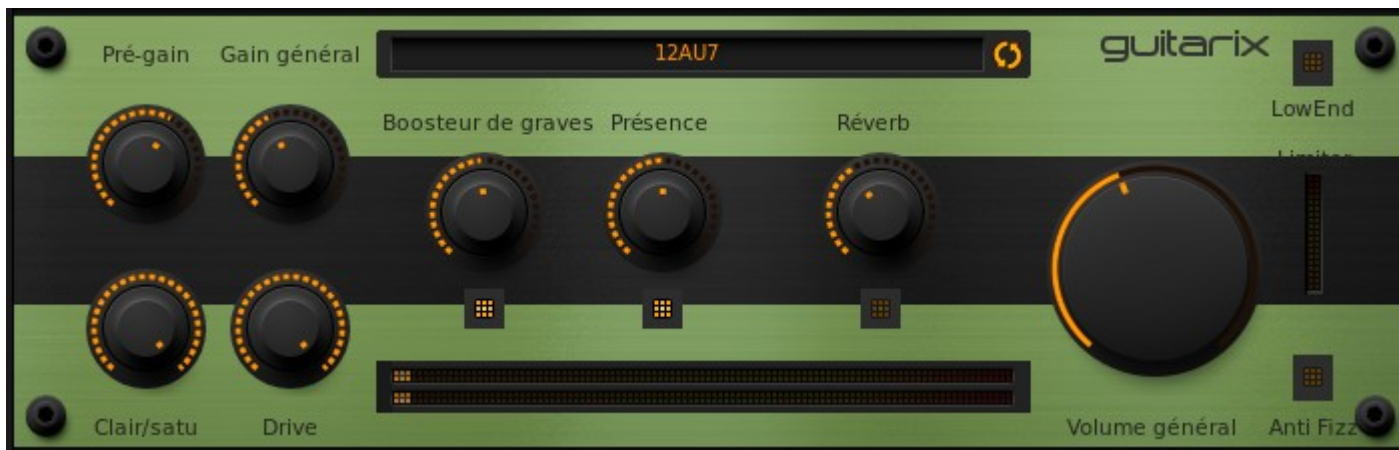 Pré-gain
Gain général
12AU7
guitarix
LowEnd
Boosteur de graves
Présence
Réverb
Limiter
Clair/satu
Drive
Volume général
Anti Fizz